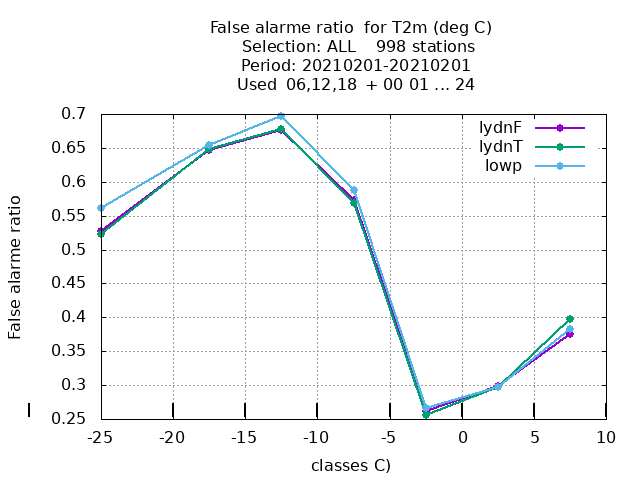 False alarme ratio  for T2m (deg C)
Selection: ALL    998 stations
Period: 20210201-20210201
Used  06,12,18  + 00 01 ... 24
0.7
0.65
0.6
0.55
0.5
0.45
0.4
0.35
0.3
0.25
False alarme ratio
lydnF
lydnT
lowp
-25 -20 -15 -10 -5 0 5 10
classes C)